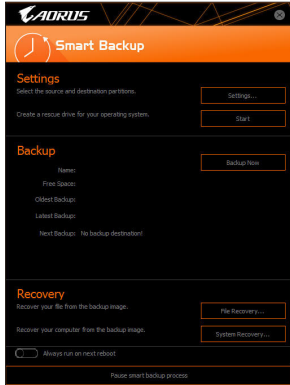 AORUS
Smart Backup
Settings
Select the source and destination partitions.
Settings...
Create a rescue drive for your operating system.
Start
Backup
Backup Now
Name:
Free Space:
Oldest Backup:
Latest Backup:
Next Backup: No backup destination!
Recovery
Recover your file from the backup image.
File Recovery...
Recover your computer from the backup image.
System Recovery...
Always run on next reboot
Pause smart backup process